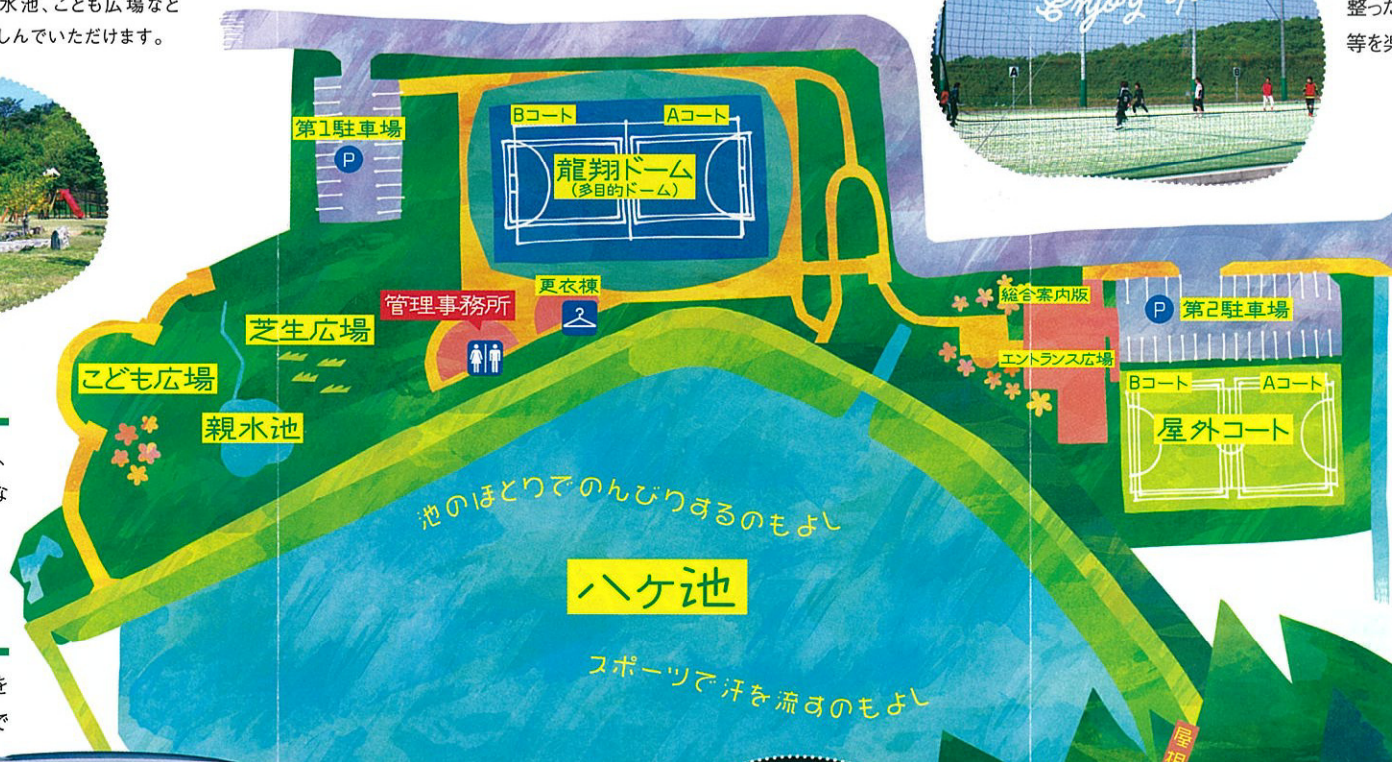 水池、こども広場など
しんでいただけます。
Enjoy
整った
等を楽
第1駐車場
P
Bコート
Aコート
龍翔ドーム
(多目的ドーム)
管理事務所
更衣棟
芝生広場
こども広場
親水池
総合案内版
エントランス広場
P
第2駐車場
Bコート
Aコート
屋外コート
池のほとりでのんびりするのもよし
八ケ池
スポーツで汗を流すのもよし
、
な
を
で
屋根